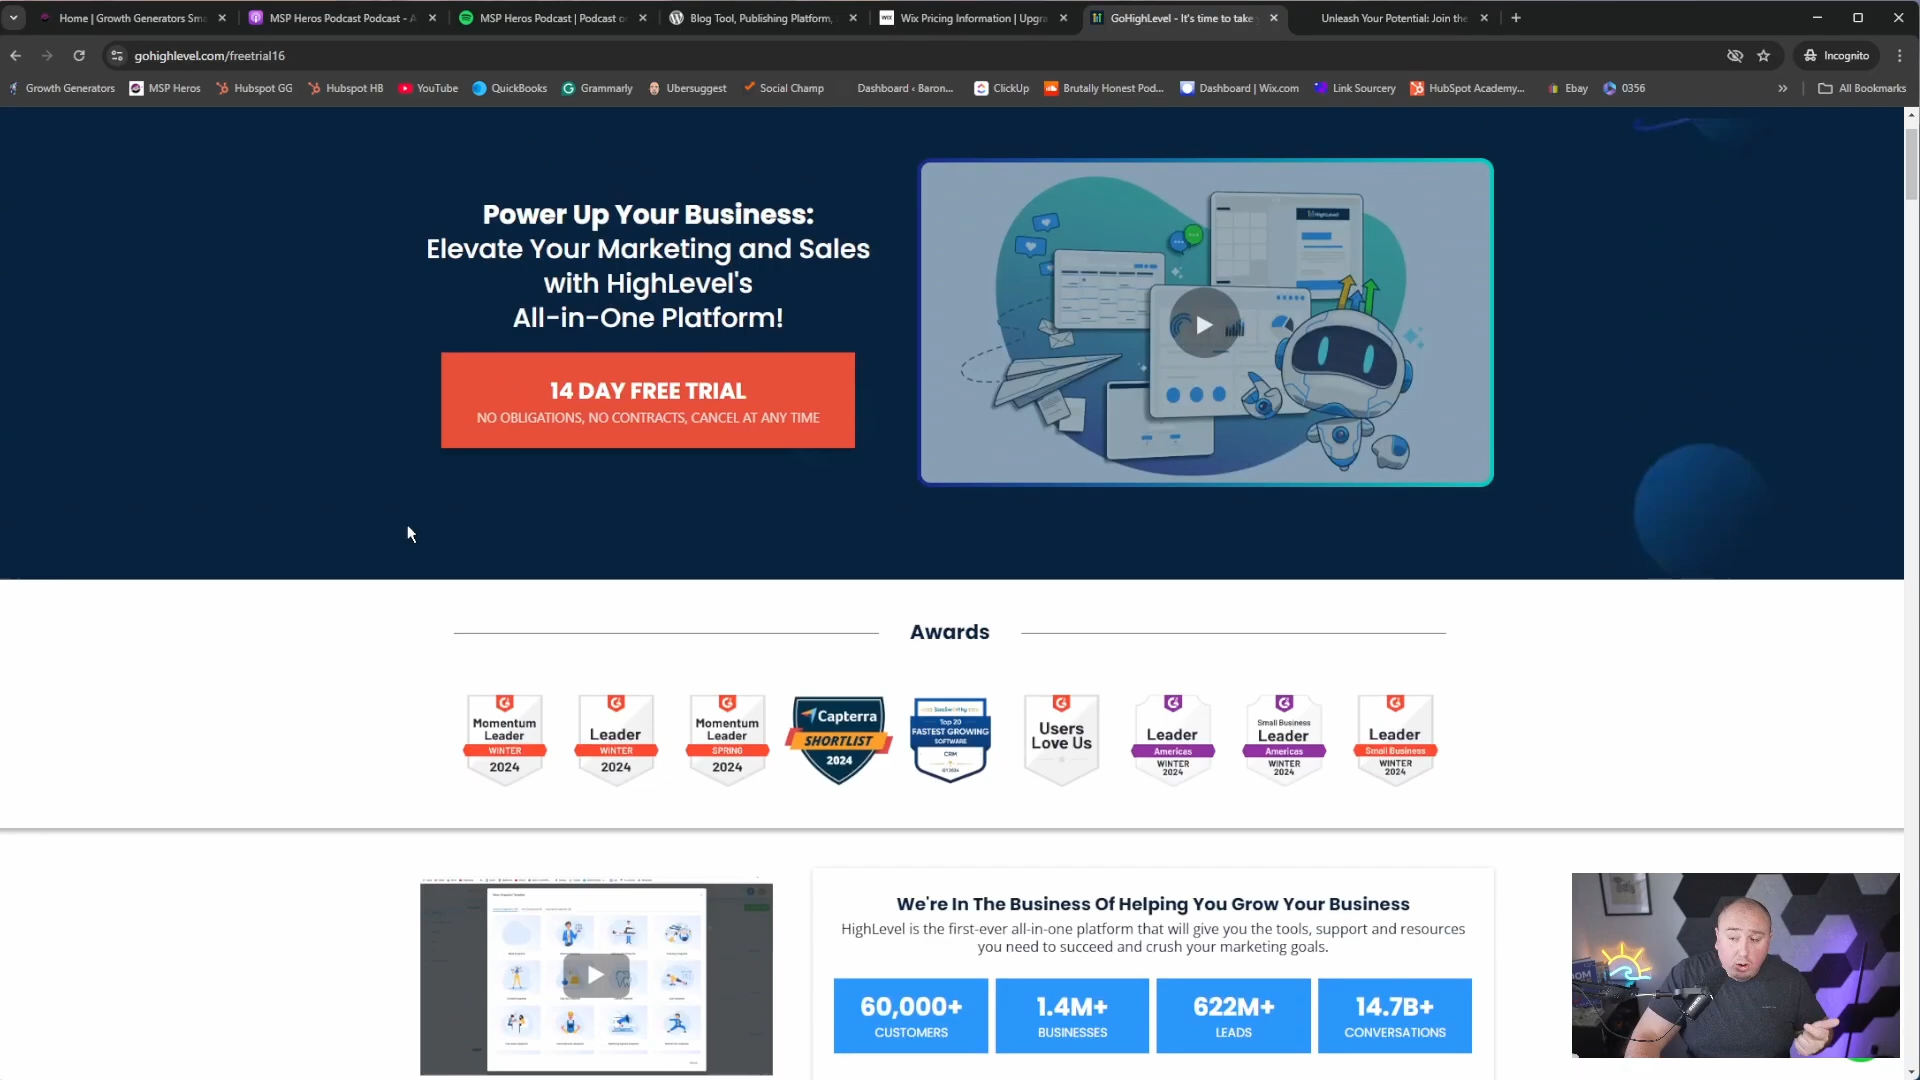 Home | Growth Generators Sma
MSP Heros Podcast Podcast - A
MSP Heros Podcast | Podcast o
Blog Tool, Publishing Platform,
Wix Pricing Information | Upgra
GoHighLevel - It's time to take
Unleash Your Potential: Join the
gohighlevel.com/freetrial16
Incognito
Growth Generators
MSP Heros
Hubspot GG
Hubspot HB
YouTube
QuickBooks
Grammarly
Ubersuggest
Social Champ
Dashboard ‹ Baron...
ClickUp
Brutally Honest Pod...
Dashboard | Wix.com
Link Sourcery
HubSpot Academy...
Ebay
0356
All Bookmarks
Power Up Your Business:
Elevate Your Marketing and Sales
with HighLevel's
All-in-One Platform!
14 DAY FREE TRIAL
NO OBLIGATIONS, NO CONTRACTS, CANCEL AT ANY TIME
HighLevel
Awards
Momentum
Leader
WINTER
2024
Leader
WINTER
2024
Momentum
Leader
SPRING
2024
Capterra
SHORTLIST
2024
Top 20
FASTEST GROWING
SOFTWARE
CRM
Users
Love Us
Leader
Americas
WINTER
2024
Small Business
Leader
Americas
WINTER
2024
Leader
Small Business
WINTER
2024
We're In The Business Of Helping You Grow Your Business
HighLevel is the first-ever all-in-one platform that will give you the tools, support and resources
you need to succeed and crush your marketing goals.
60,000+
CUSTOMERS
1.4M+
BUSINESSES
622M+
LEADS
14.7B+
CONVERSATIONS